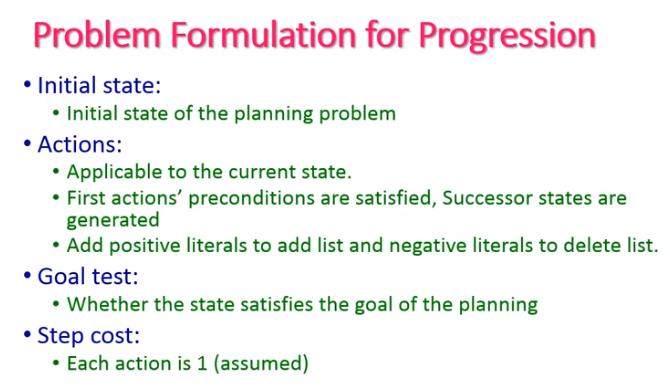 Problem Formulation for Progression
• Initial state:
• Initial state of the planning problem
• Actions:
• Applicable to the current state.
• First actions’ preconditions are satisfied, Successor states are
generated
• Add positive literals to add list and negative literals to delete list.
• Goal test:
• Whether the state satisfies the goal of the planning
• Step cost:
• Each action is 1 (assumed)